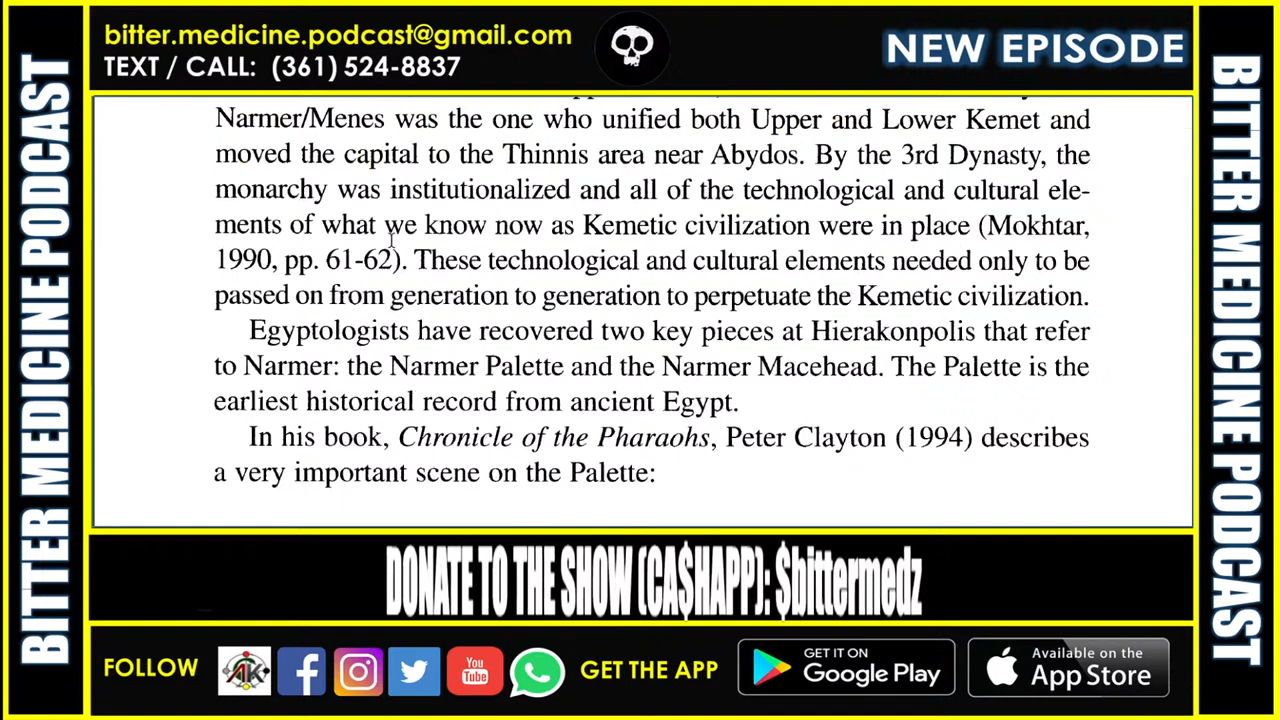 BITTER MEDICINE PODCAST
bitter.medicine.podcast@gmail.com
TEXT / CALL: (361) 524-8837
NEW EPISODE
Narmer/Menes was the one who unified both Upper and Lower Kemet and
moved the capital to the Thinnis area near Abydos. By the 3rd Dynasty, the
monarchy was institutionalized and all of the technological and cultural ele-
ments of what we know now as Kemetic civilization were in place (Mokhtar,
1990, pp. 61-62). These technological and cultural elements needed only to be
passed on from generation to generation to perpetuate the Kemetic civilization.
Egyptologists have recovered two key pieces at Hierakonpolis that refer
to Narmer: the Narmer Palette and the Narmer Macehead. The Palette is the
earliest historical record from ancient Egypt.
In his book, Chronicle of the Pharaohs, Peter Clayton (1994) describes
a very important scene on the Palette:
DONATE TO THE SHOW (CA$HAPP): $bittermedz
FOLLOW
ATK
You
Tube
GET THE APP
GET IT ON
Google Play
Available on the
App Store
BITTER MEDICINE PODCAST